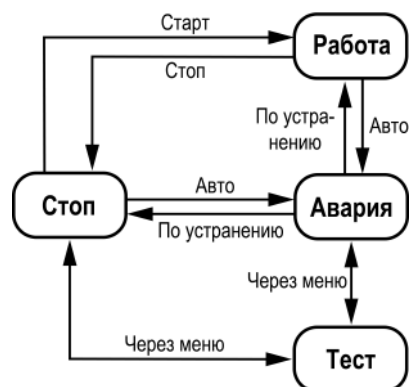 Старт
Работа
Стоп
По устра-
нению
Авто
Стоп
Авто
Авария
По устранению
Через меню
Через меню
Тест